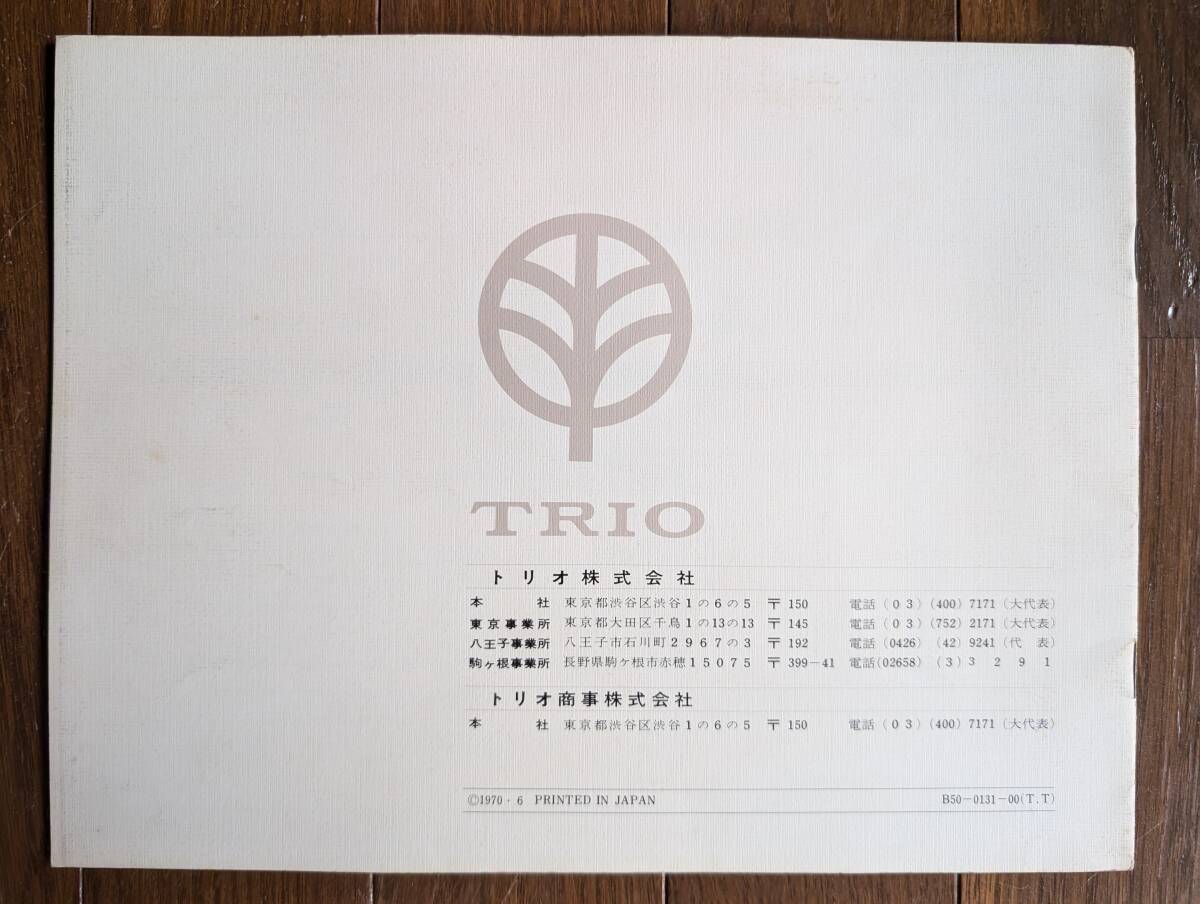 TRIO
トリオ株式会社
本社 東京都渋谷区渋谷1の6の5 〒150 電話(03)(400)7171(大代表)
東京事業所 東京都大田区千鳥1の13の13 〒145 電話(03)(752)2171(大代表)
八王子事業所 八王子市石川町2967の3 〒192 電話(0426)(42)9241(代表)
駒ヶ根事業所 長野県駒ヶ根市赤穂15075 〒399-41 電話(02658)(3)3291
トリオ商事株式会社
本社 東京都渋谷区渋谷1の6の5 〒150 電話(03)(400)7171(大代表)
©1970・6 PRINTED IN JAPAN B50-0131-00(T.T)